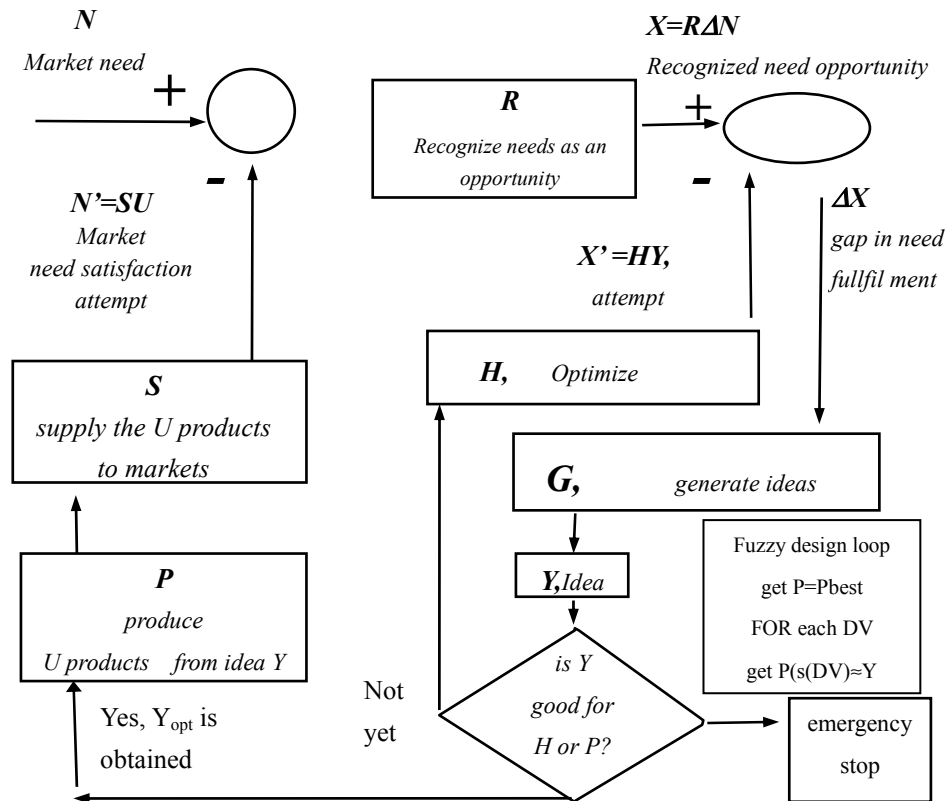 N
Market need
+
-
N’=SU
Market
need satisfaction
attempt
S
supply the U products
to markets
P
produce
U products from idea Y
Yes, Yopt is
obtained
X=RΔN
Recognized need opportunity
R
Recognize needs as an
opportunity
+
-
ΔX
gap in need
fullfil ment
X’ =HY,
attempt
H, Optimize
G, generate ideas
Y,Idea
is Y
good for
H or P?
Not
yet
Fuzzy design loop
get P=Pbest
FOR each DV
get P(s(DV)≈Y
emergency
stop